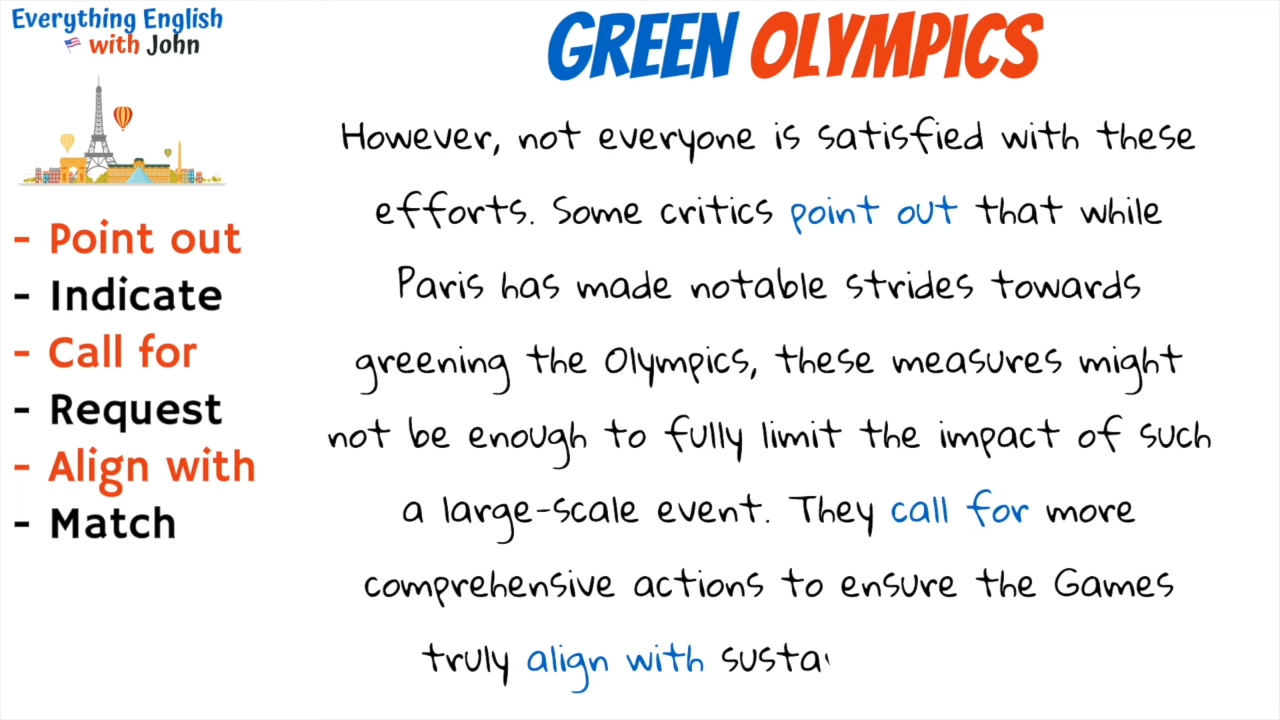 Everything English
with John
GREEN OLYMPICS
- Point out
- Indicate
- Call for
- Request
- Align with
- Match
However, not everyone is satisfied with these
efforts. Some critics point out that while
Paris has made notable strides towards
greening the Olympics, these measures might
not be enough to fully limit the impact of such
a large-scale event. They call for more
comprehensive actions to ensure the Games
truly align with susta